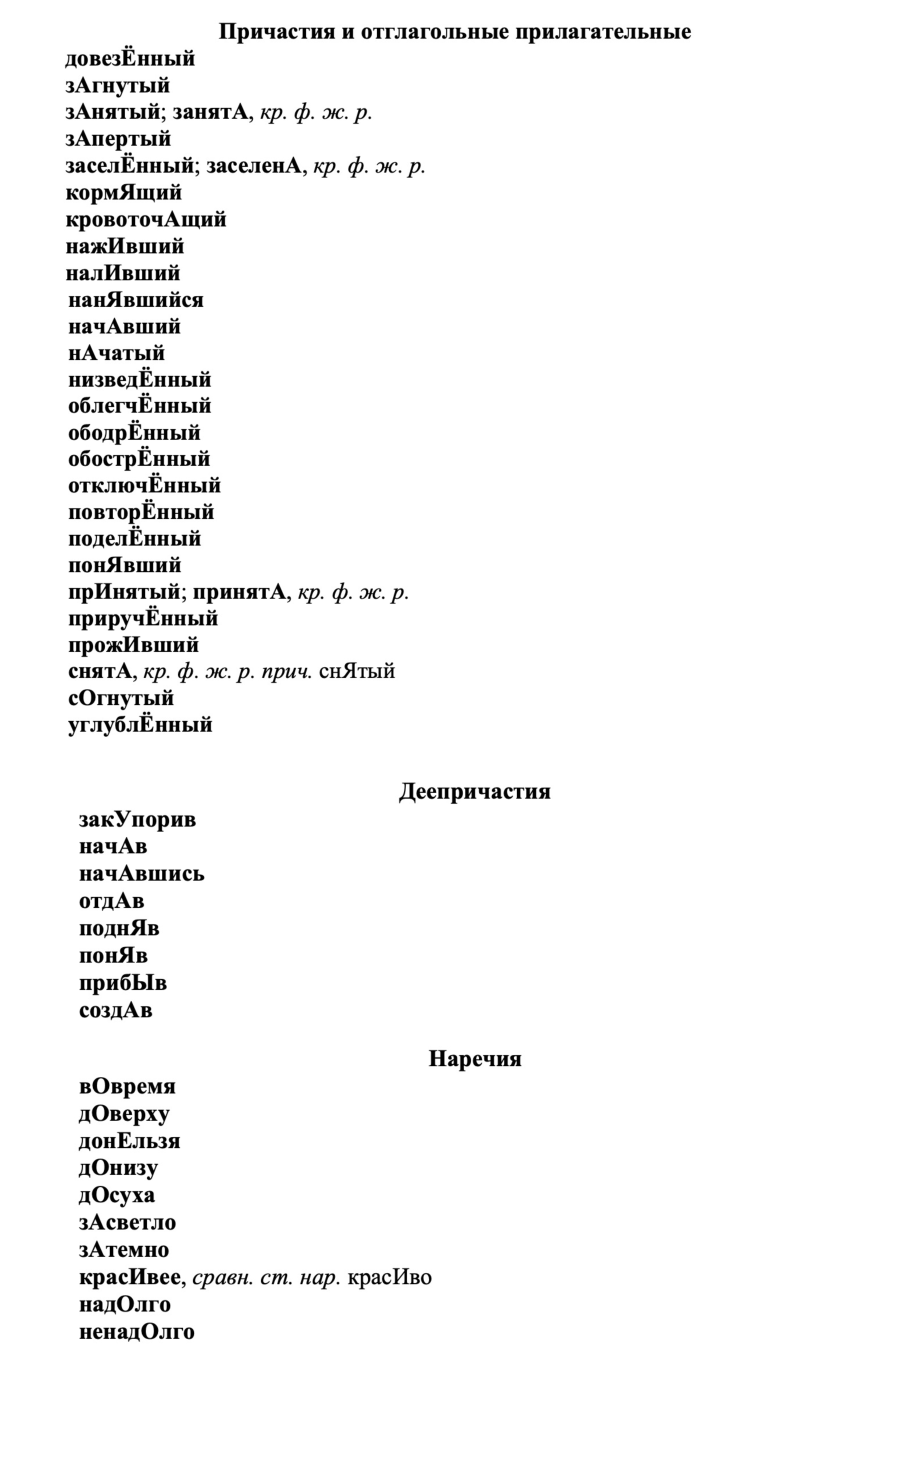 Причастия и отглагольные прилагательные
довезЁнный
зАгнутый
зАнятый; занятА, кр. ф. ж. р.
зАпертый
заселЁнный; заселенА, кр. ф. ж. р.
кормЯщий
кровоточАщий
нажИвший
налИвший
нанЯвшийся
начАвший
нАчатый
низведЁнный
облегчЁнный
ободрЁнный
обострЁнный
отключЁнный
повторЁнный
поделЁнный
понЯвший
прИнятый; принятА, кр. ф. ж. р.
приручЁнный
прожИвший
снятА, кр. ф. ж. р. прич. снЯтый
сОгнутый
углублЁнный
Деепричастия
закУпорив
начАв
начАвшись
отдАв
поднЯв
понЯв
прибЫв
создАв
Наречия
вОвремя
дОверху
донЕльзя
дОнизу
дОсуха
зАсветло
зАтемно
красИвее, сравн. ст. нар. красИво
надОлго
ненадОлго